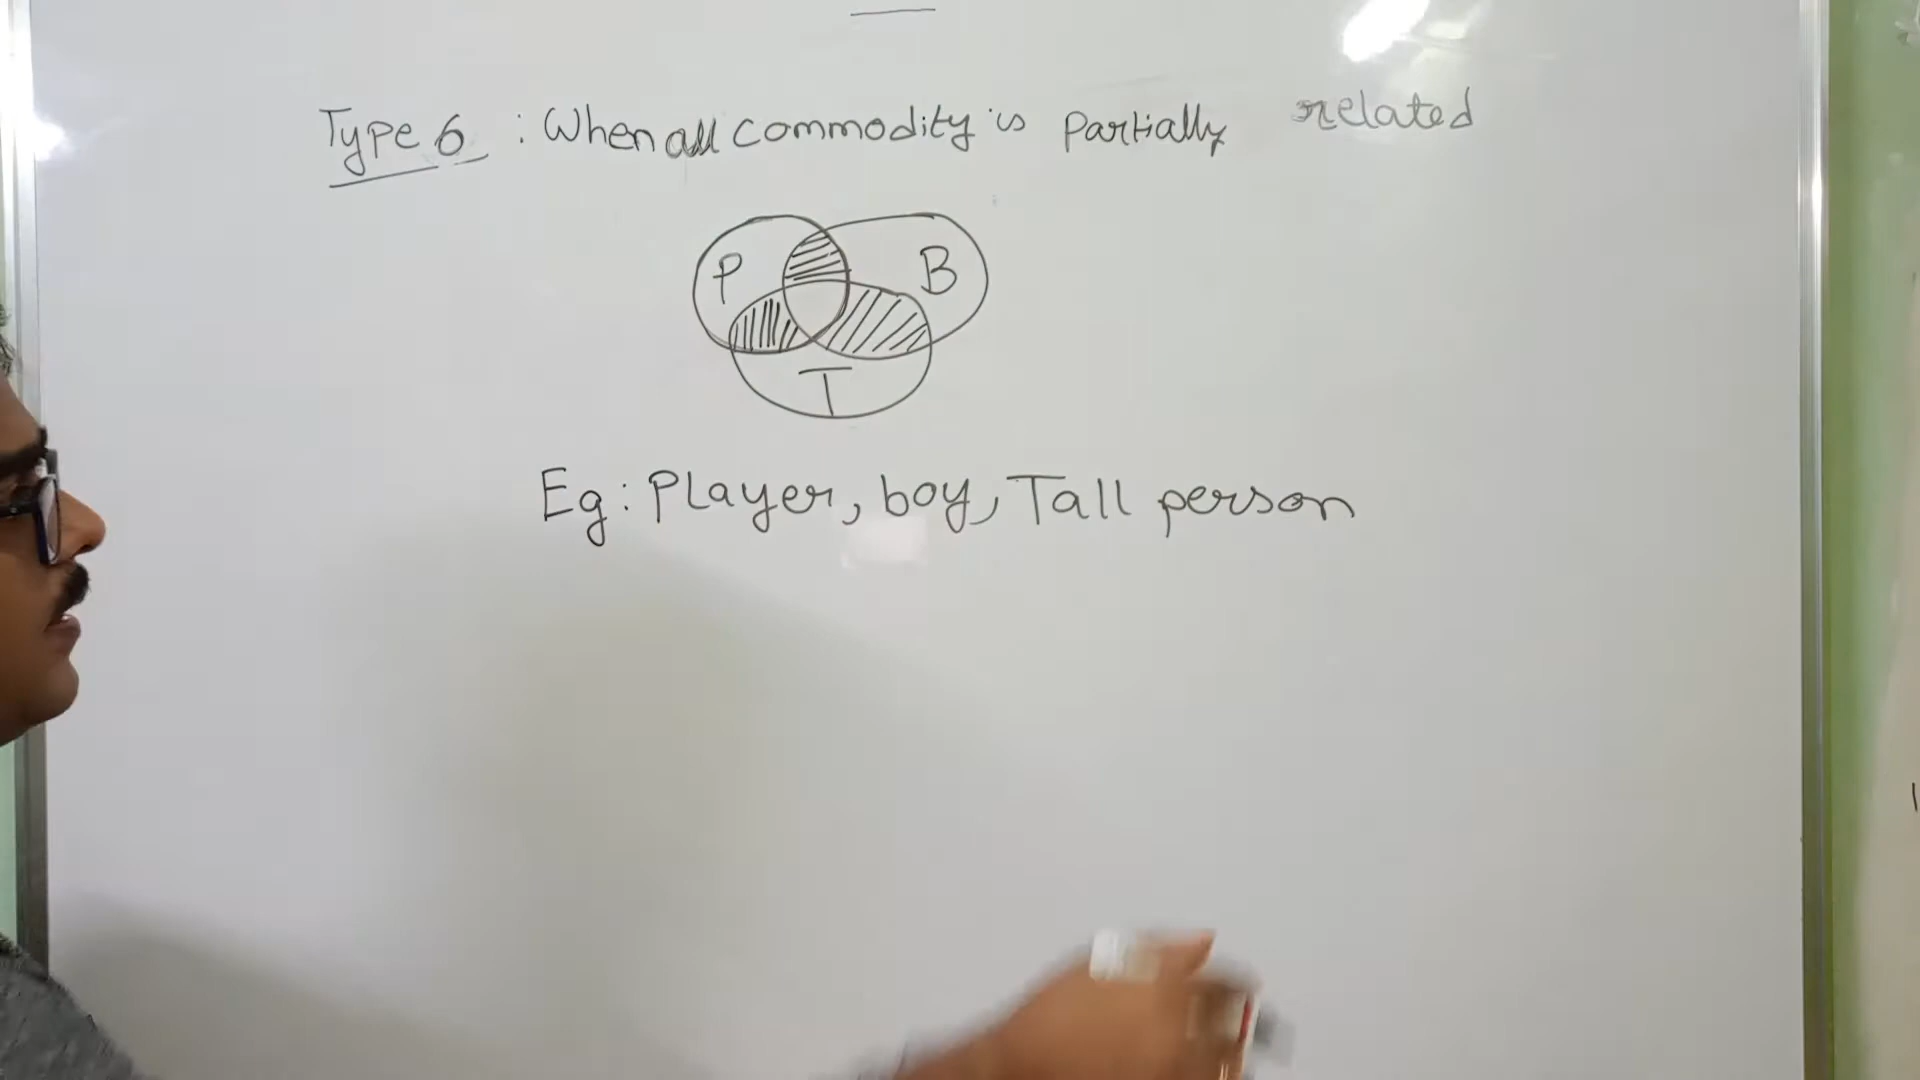 Type 6 : When all commodity is Partially related
P B
T
Eg: Player, boy, Tall person